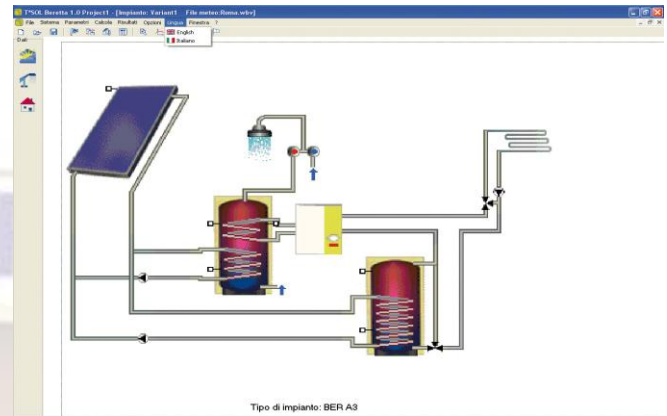 T*SOL Beretta 1.0 Project1 - [Impianto: Variant1 File meteo:Roma.wbv]
File Sistema Parametri Calcola Risultati Opzioni Lingua Finestra ?
English
Italiano
Dati
Tipo di impianto: BER A3